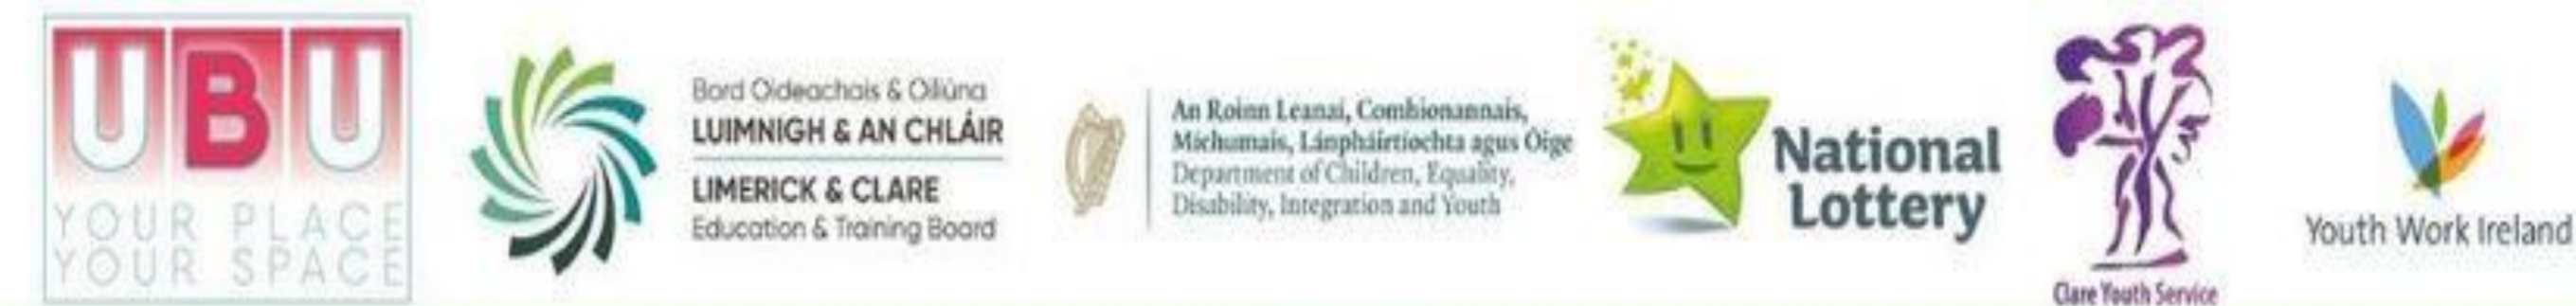 UBU
YOUR PLACE
YOUR SPACE
Bord Oideachais & Oiliúna
LUIMNIGH & AN CHLÁIR
LIMERICK & CLARE
Education & Training Board
An Roinn Leanaí, Comhionannais,
Míchumais, Lánpháirtíochta agus Óige
Department of Children, Equality,
Disability, Integration and Youth
National
Lottery
Clare Youth Service
Youth Work Ireland